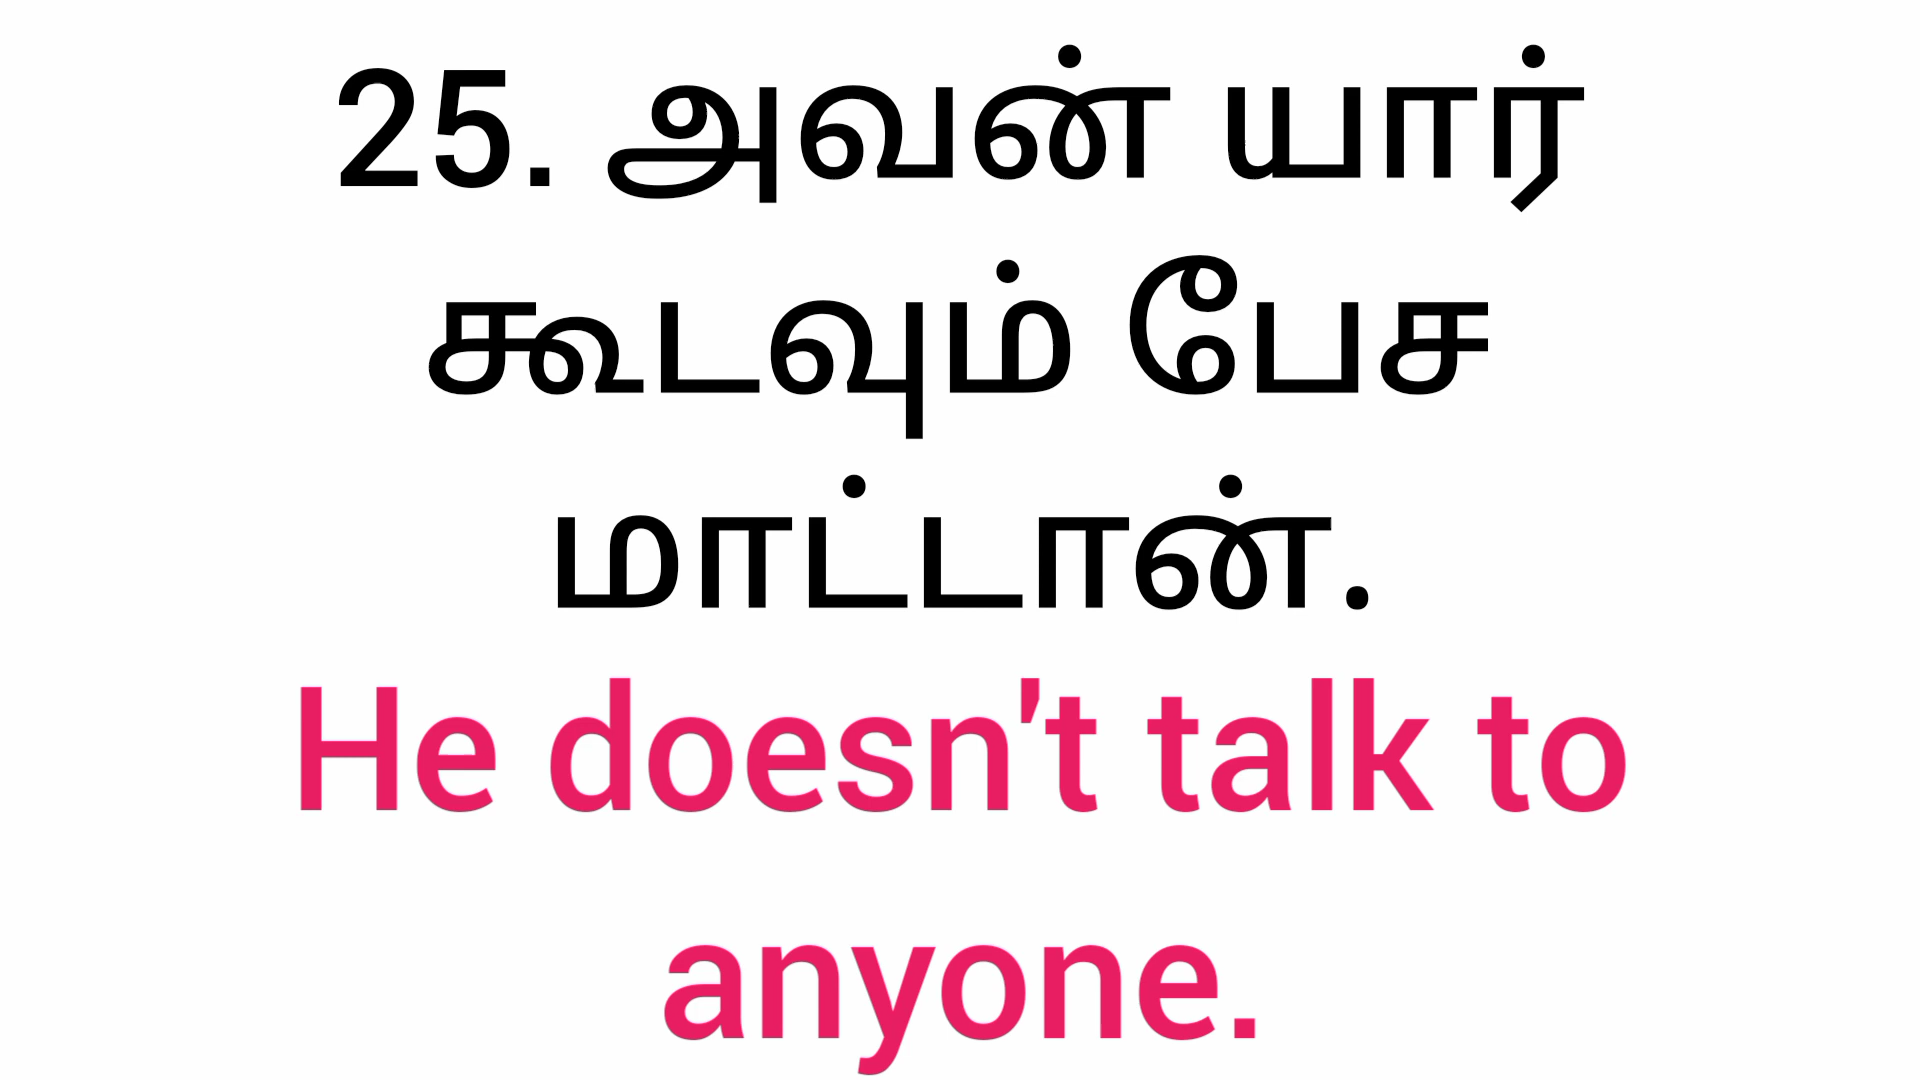 25. அவன் யார்
கூடவும் பேச
மாட்டான்.
He doesn't talk to
anyone.